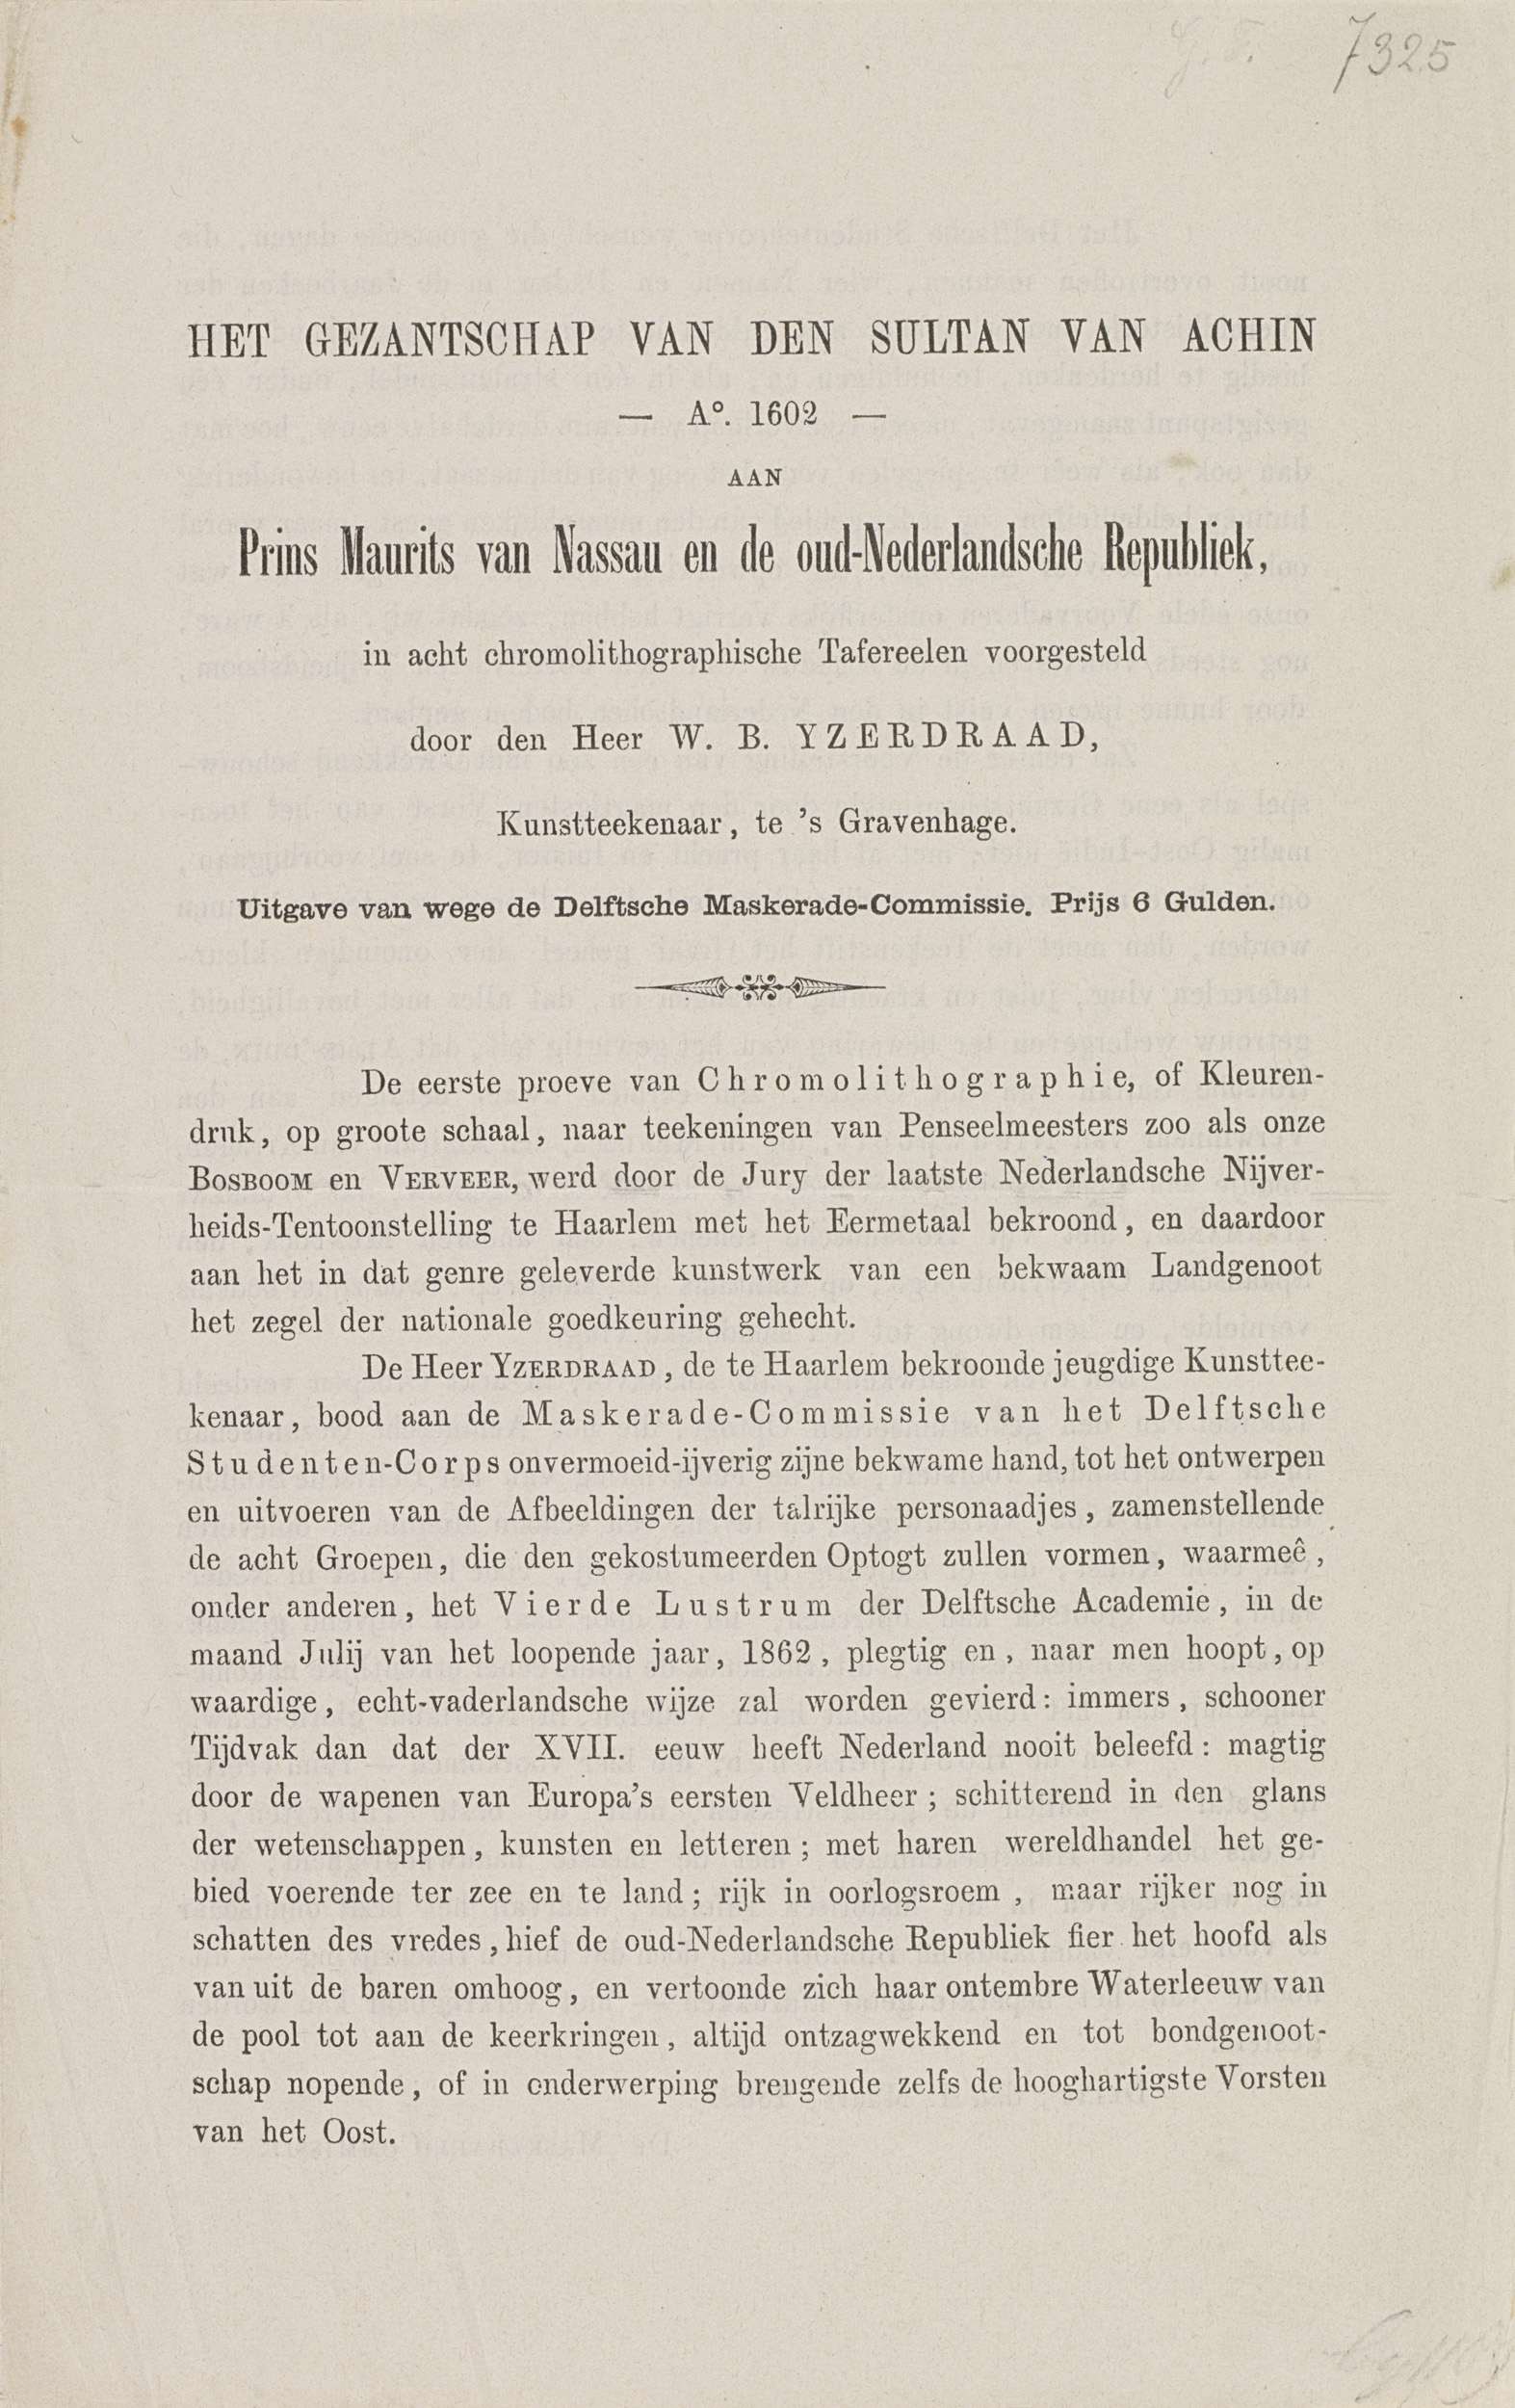 7325
HET GEZANTSCHAP VAN DEN SULTAN VAN ACHIN
— Aº. 1602 —
AAN
Prins Maurits van Nassau en de oud-Nederlandsche Republiek,
in acht chromolithographische Tafereelen voorgesteld
door den Heer W. B. YZERDRAAD,
Kunstteekenaar, te 's Gravenhage.
Uitgave van wege de Delftsche Maskerade-Commissie. Prijs 6 Gulden.
De eerste proeve van Chromolithographie, of Kleuren-
druk, op groote schaal, naar teekeningen van Penseelmeesters zoo als onze
BOSBOOM en VERVEER, werd door de Jury der laatste Nederlandsche Nijver-
heids-Tentoonstelling te Haarlem met het Eermetaal bekroond, en daardoor
aan het in dat genre geleverde kunstwerk van een bekwaam Landgenoot
het zegel der nationale goedkeuring gehecht.
De Heer YZERDRAAD, de te Haarlem bekroonde jeugdige Kunsttee-
kenaar, bood aan de Maskerade-Commissie van het Delftsche
Studenten-Corps onvermoeid-ijverig zijne bekwame hand, tot het ontwerpen
en uitvoeren van de Afbeeldingen der talrijke personaadjes, zamenstellende
de acht Groepen, die den gekostumeerden Optogt zullen vormen, waarmeê,
onder anderen, het Vierde Lustrum der Delftsche Academie, in de
maand Julij van het loopende jaar, 1862, plegtig en, naar men hoopt, op
waardige, echt-vaderlandsche wijze zal worden gevierd: immers, schooner
Tijdvak dan dat der XVII. eeuw heeft Nederland nooit beleefd: magtig
door de wapenen van Europa's eersten Veldheer; schitterend in den glans
der wetenschappen, kunsten en letteren; met haren wereldhandel het ge-
bied voerende ter zee en te land; rijk in oorlogsroem, maar rijker nog in
schatten des vredes, hief de oud-Nederlandsche Republiek fier het hoofd als
van uit de baren omhoog, en vertoonde zich haar ontembre Waterleeuw van
de pool tot aan de keerkringen, altijd ontzagwekkend en tot bondgenoot-
schap nopende, of in onderwerping brengende zelfs de hooghartigste Vorsten
van het Oost.